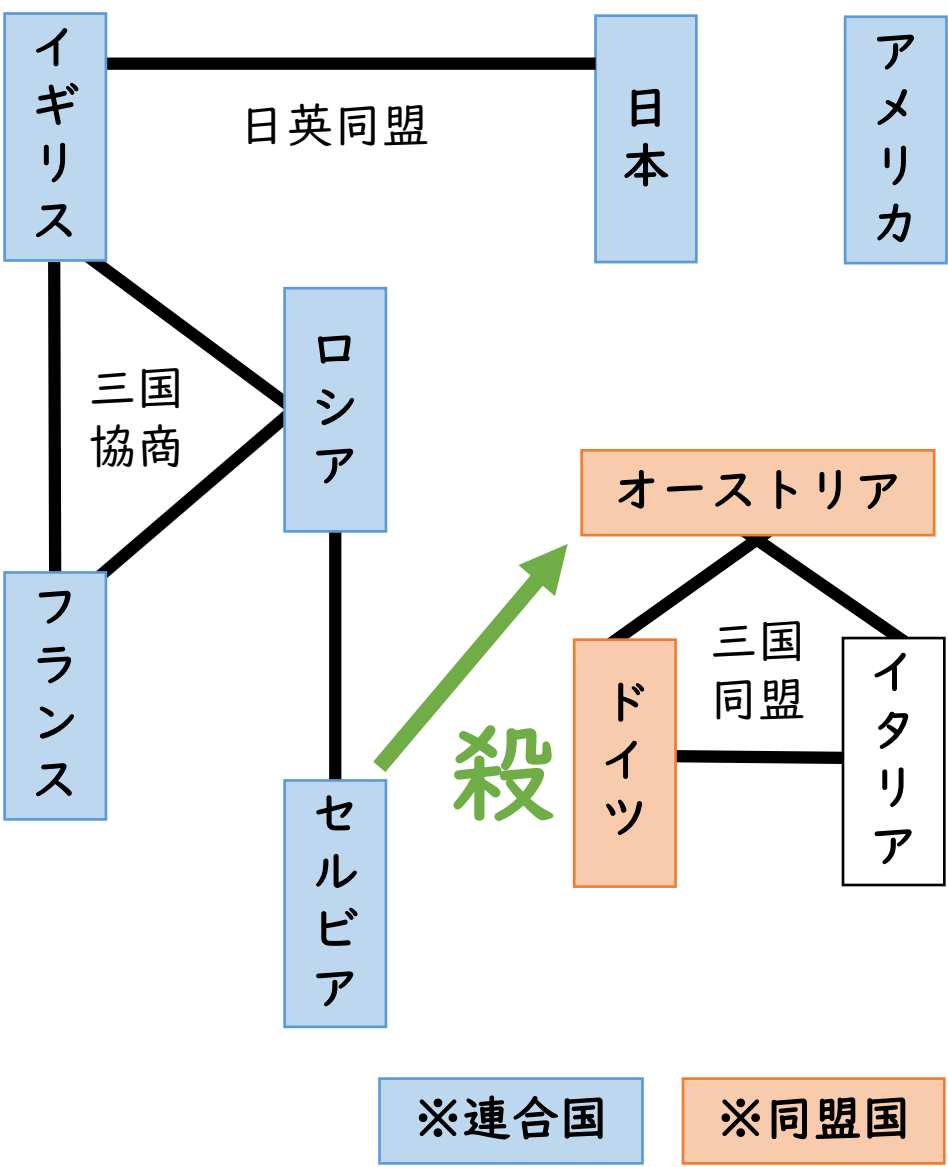 イギリス
日英同盟
日本
アメリカ
三国
協商
ロシア
フランス
オーストリア
三国
同盟
ドイツ
イタリア
殺
セルビア
※連合国
※同盟国